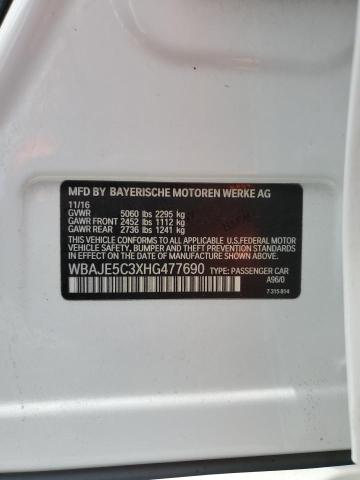 MFD BY BAYERISCHE MOTOREN WERKE AG
11/16
GVWR 5060 lbs 2295 kg
GAWR FRONT 2452 lbs 1112 kg
GAWR REAR 2736 lbs 1241 kg
THIS VEHICLE CONFORMS TO ALL APPLICABLE U.S. FEDERAL MOTOR
VEHICLE SAFETY, BUMPER, AND THEFT PREVENTION STANDARDS
IN EFFECT ON THE DATE OF MANUFACTURE SHOWN ABOVE.
WBAJE5C3XHG477690 TYPE: PASSENGER CAR
A96/0
7 315 814